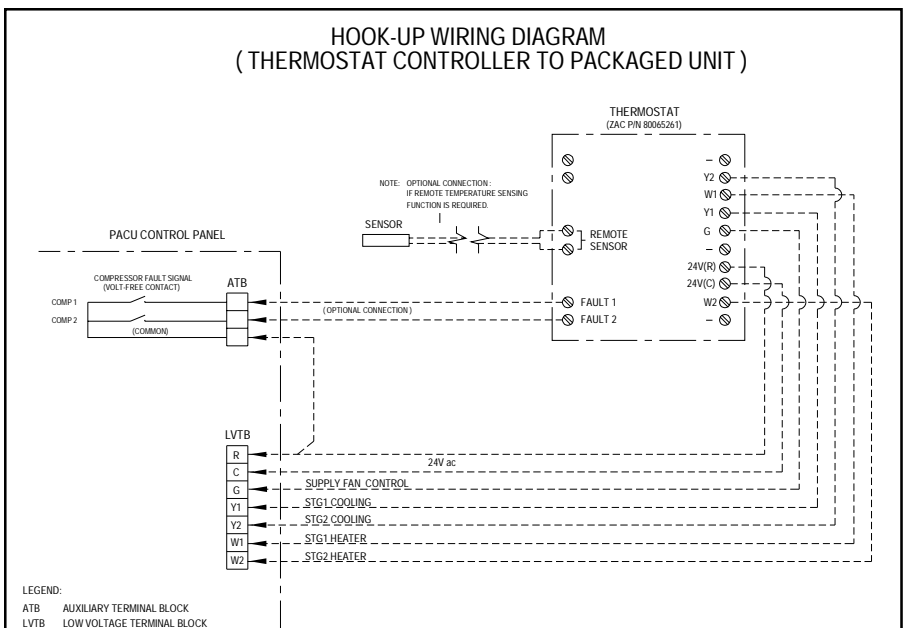 HOOK-UP WIRING DIAGRAM
( THERMOSTAT CONTROLLER TO PACKAGED UNIT )
THERMOSTAT
(ZAC P/N 80065261)
–
Y2
W1
Y1
G
–
24V(R)
24V(C)
W2
–
REMOTE
SENSOR
FAULT 1
FAULT 2
NOTE: OPTIONAL CONNECTION :
IF REMOTE TEMPERATURE SENSING
FUNCTION IS REQUIRED.
SENSOR
PACU CONTROL PANEL
COMPRESSOR FAULT SIGNAL
(VOLT-FREE CONTACT)
ATB
COMP 1
COMP 2
(COMMON)
( OPTIONAL CONNECTION )
LVTB
R
C
G
Y1
Y2
W1
W2
24V ac
SUPPLY FAN CONTROL
STG1 COOLING
STG2 COOLING
STG1 HEATER
STG2 HEATER
LEGEND:
ATB AUXILIARY TERMINAL BLOCK
LVTB LOW VOLTAGE TERMINAL BLOCK